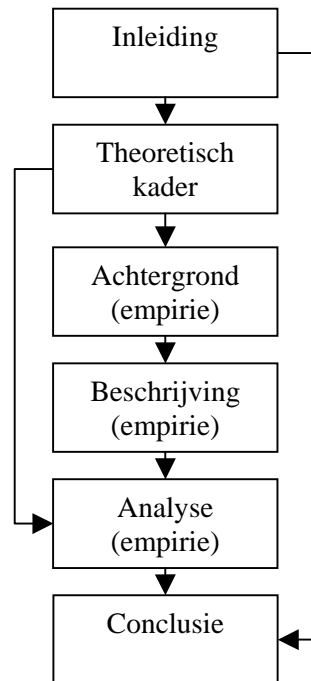 Inleiding
Theoretisch
kader
Achtergrond
(empirie)
Beschrijving
(empirie)
Analyse
(empirie)
Conclusie